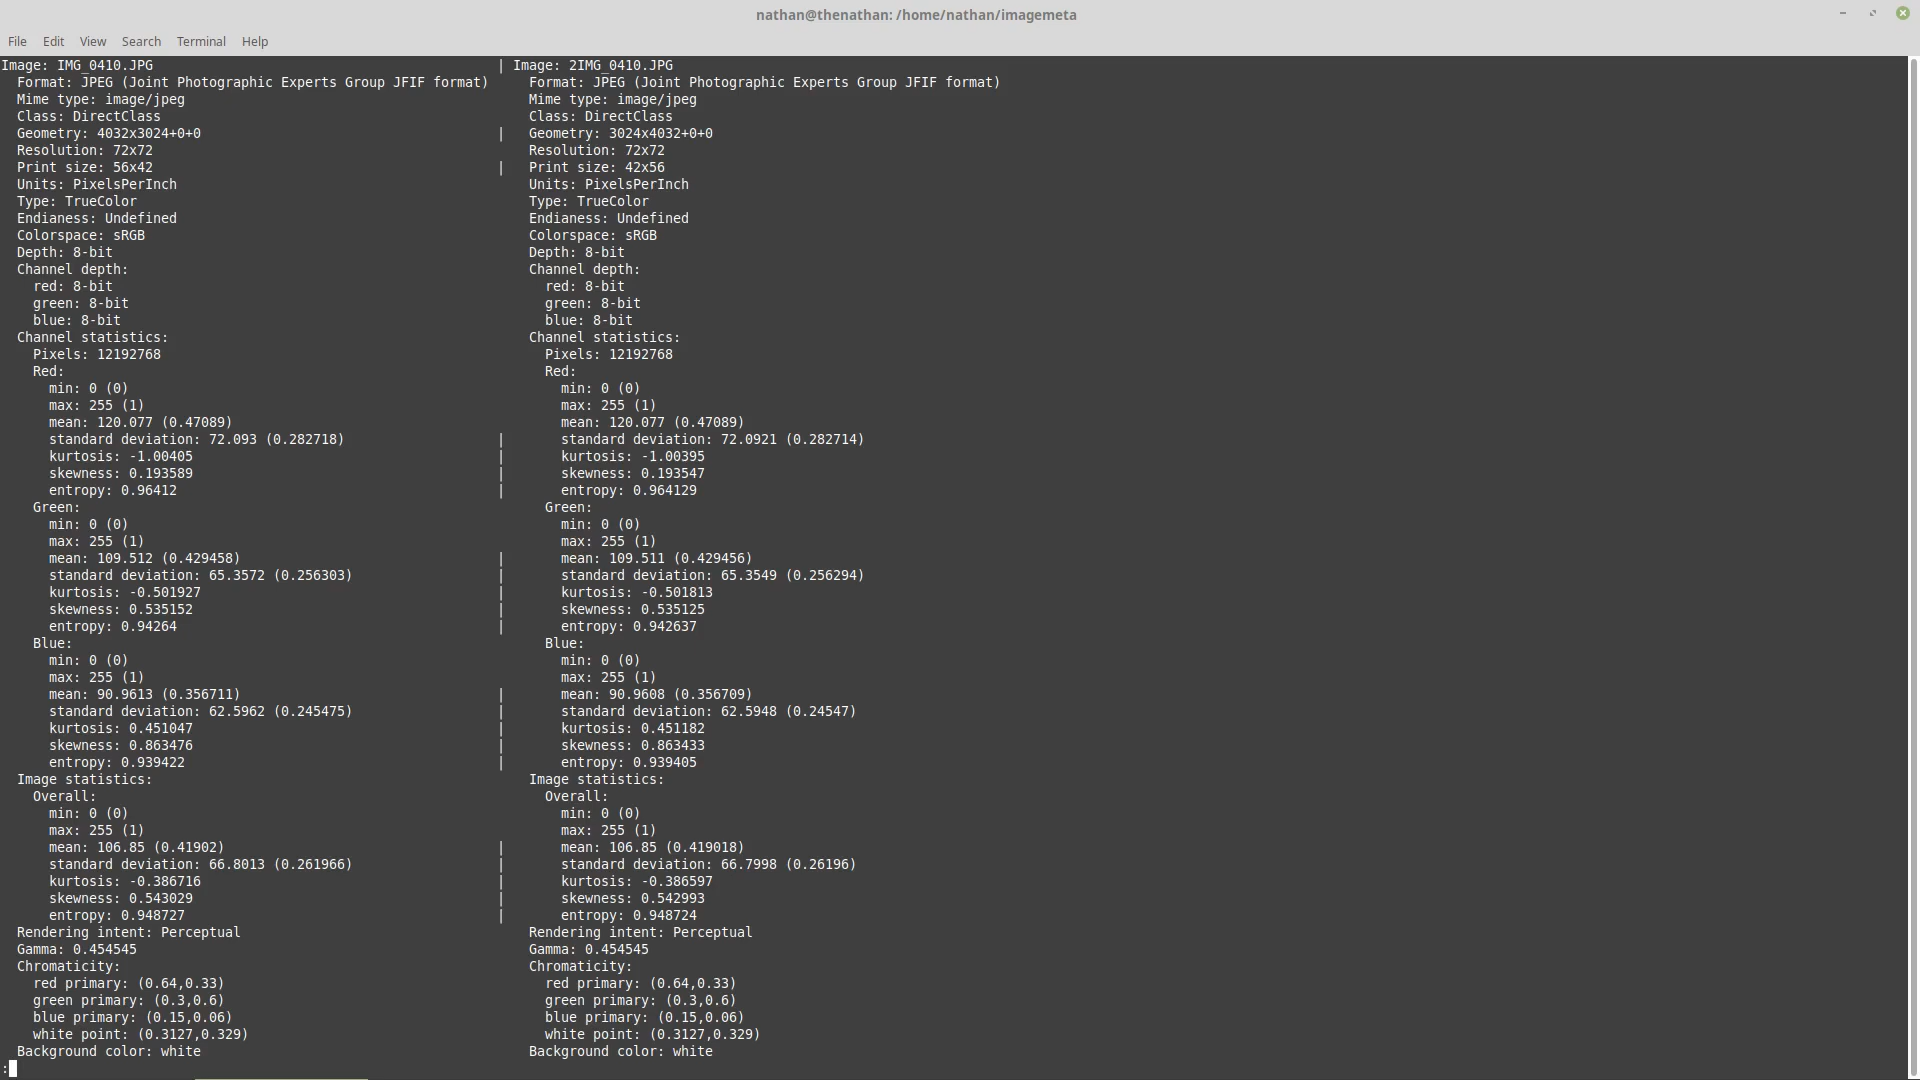 nathan@thenathan: /home/nathan/imagemeta
File Edit View Search Terminal Help
Image: IMG_0410.JPG | Image: 2IMG_0410.JPG
Format: JPEG (Joint Photographic Experts Group JFIF format) Format: JPEG (Joint Photographic Experts Group JFIF format)
Mime type: image/jpeg Mime type: image/jpeg
Class: DirectClass Class: DirectClass
Geometry: 4032x3024+0+0 | Geometry: 3024x4032+0+0
Resolution: 72x72 Resolution: 72x72
Print size: 56x42 | Print size: 42x56
Units: PixelsPerInch Units: PixelsPerInch
Type: TrueColor Type: TrueColor
Endianess: Undefined Endianess: Undefined
Colorspace: sRGB Colorspace: sRGB
Depth: 8-bit Depth: 8-bit
Channel depth: Channel depth:
red: 8-bit red: 8-bit
green: 8-bit green: 8-bit
blue: 8-bit blue: 8-bit
Channel statistics: Channel statistics:
Pixels: 12192768 Pixels: 12192768
Red: Red:
min: 0 (0) min: 0 (0)
max: 255 (1) max: 255 (1)
mean: 120.077 (0.47089) mean: 120.077 (0.47089)
standard deviation: 72.093 (0.282718) | standard deviation: 72.0921 (0.282714)
kurtosis: -1.00405 | kurtosis: -1.00395
skewness: 0.193589 | skewness: 0.193547
entropy: 0.96412 | entropy: 0.964129
Green: Green:
min: 0 (0) min: 0 (0)
max: 255 (1) max: 255 (1)
mean: 109.512 (0.429458) | mean: 109.511 (0.429456)
standard deviation: 65.3572 (0.256303) | standard deviation: 65.3549 (0.256294)
kurtosis: -0.501927 | kurtosis: -0.501813
skewness: 0.535152 | skewness: 0.535125
entropy: 0.94264 | entropy: 0.942637
Blue: Blue:
min: 0 (0) min: 0 (0)
max: 255 (1) max: 255 (1)
mean: 90.9613 (0.356711) | mean: 90.9608 (0.356709)
standard deviation: 62.5962 (0.245475) | standard deviation: 62.5948 (0.24547)
kurtosis: 0.451047 | kurtosis: 0.451182
skewness: 0.863476 | skewness: 0.863433
entropy: 0.939422 | entropy: 0.939405
Image statistics: Image statistics:
Overall: Overall:
min: 0 (0) min: 0 (0)
max: 255 (1) max: 255 (1)
mean: 106.85 (0.41902) | mean: 106.85 (0.419018)
standard deviation: 66.8013 (0.261966) | standard deviation: 66.7998 (0.26196)
kurtosis: -0.386716 | kurtosis: -0.386597
skewness: 0.543029 | skewness: 0.542993
entropy: 0.948727 | entropy: 0.948724
Rendering intent: Perceptual Rendering intent: Perceptual
Gamma: 0.454545 Gamma: 0.454545
Chromaticity: Chromaticity:
red primary: (0.64,0.33) red primary: (0.64,0.33)
green primary: (0.3,0.6) green primary: (0.3,0.6)
blue primary: (0.15,0.06) blue primary: (0.15,0.06)
white point: (0.3127,0.329) white point: (0.3127,0.329)
Background color: white Background color: white
: